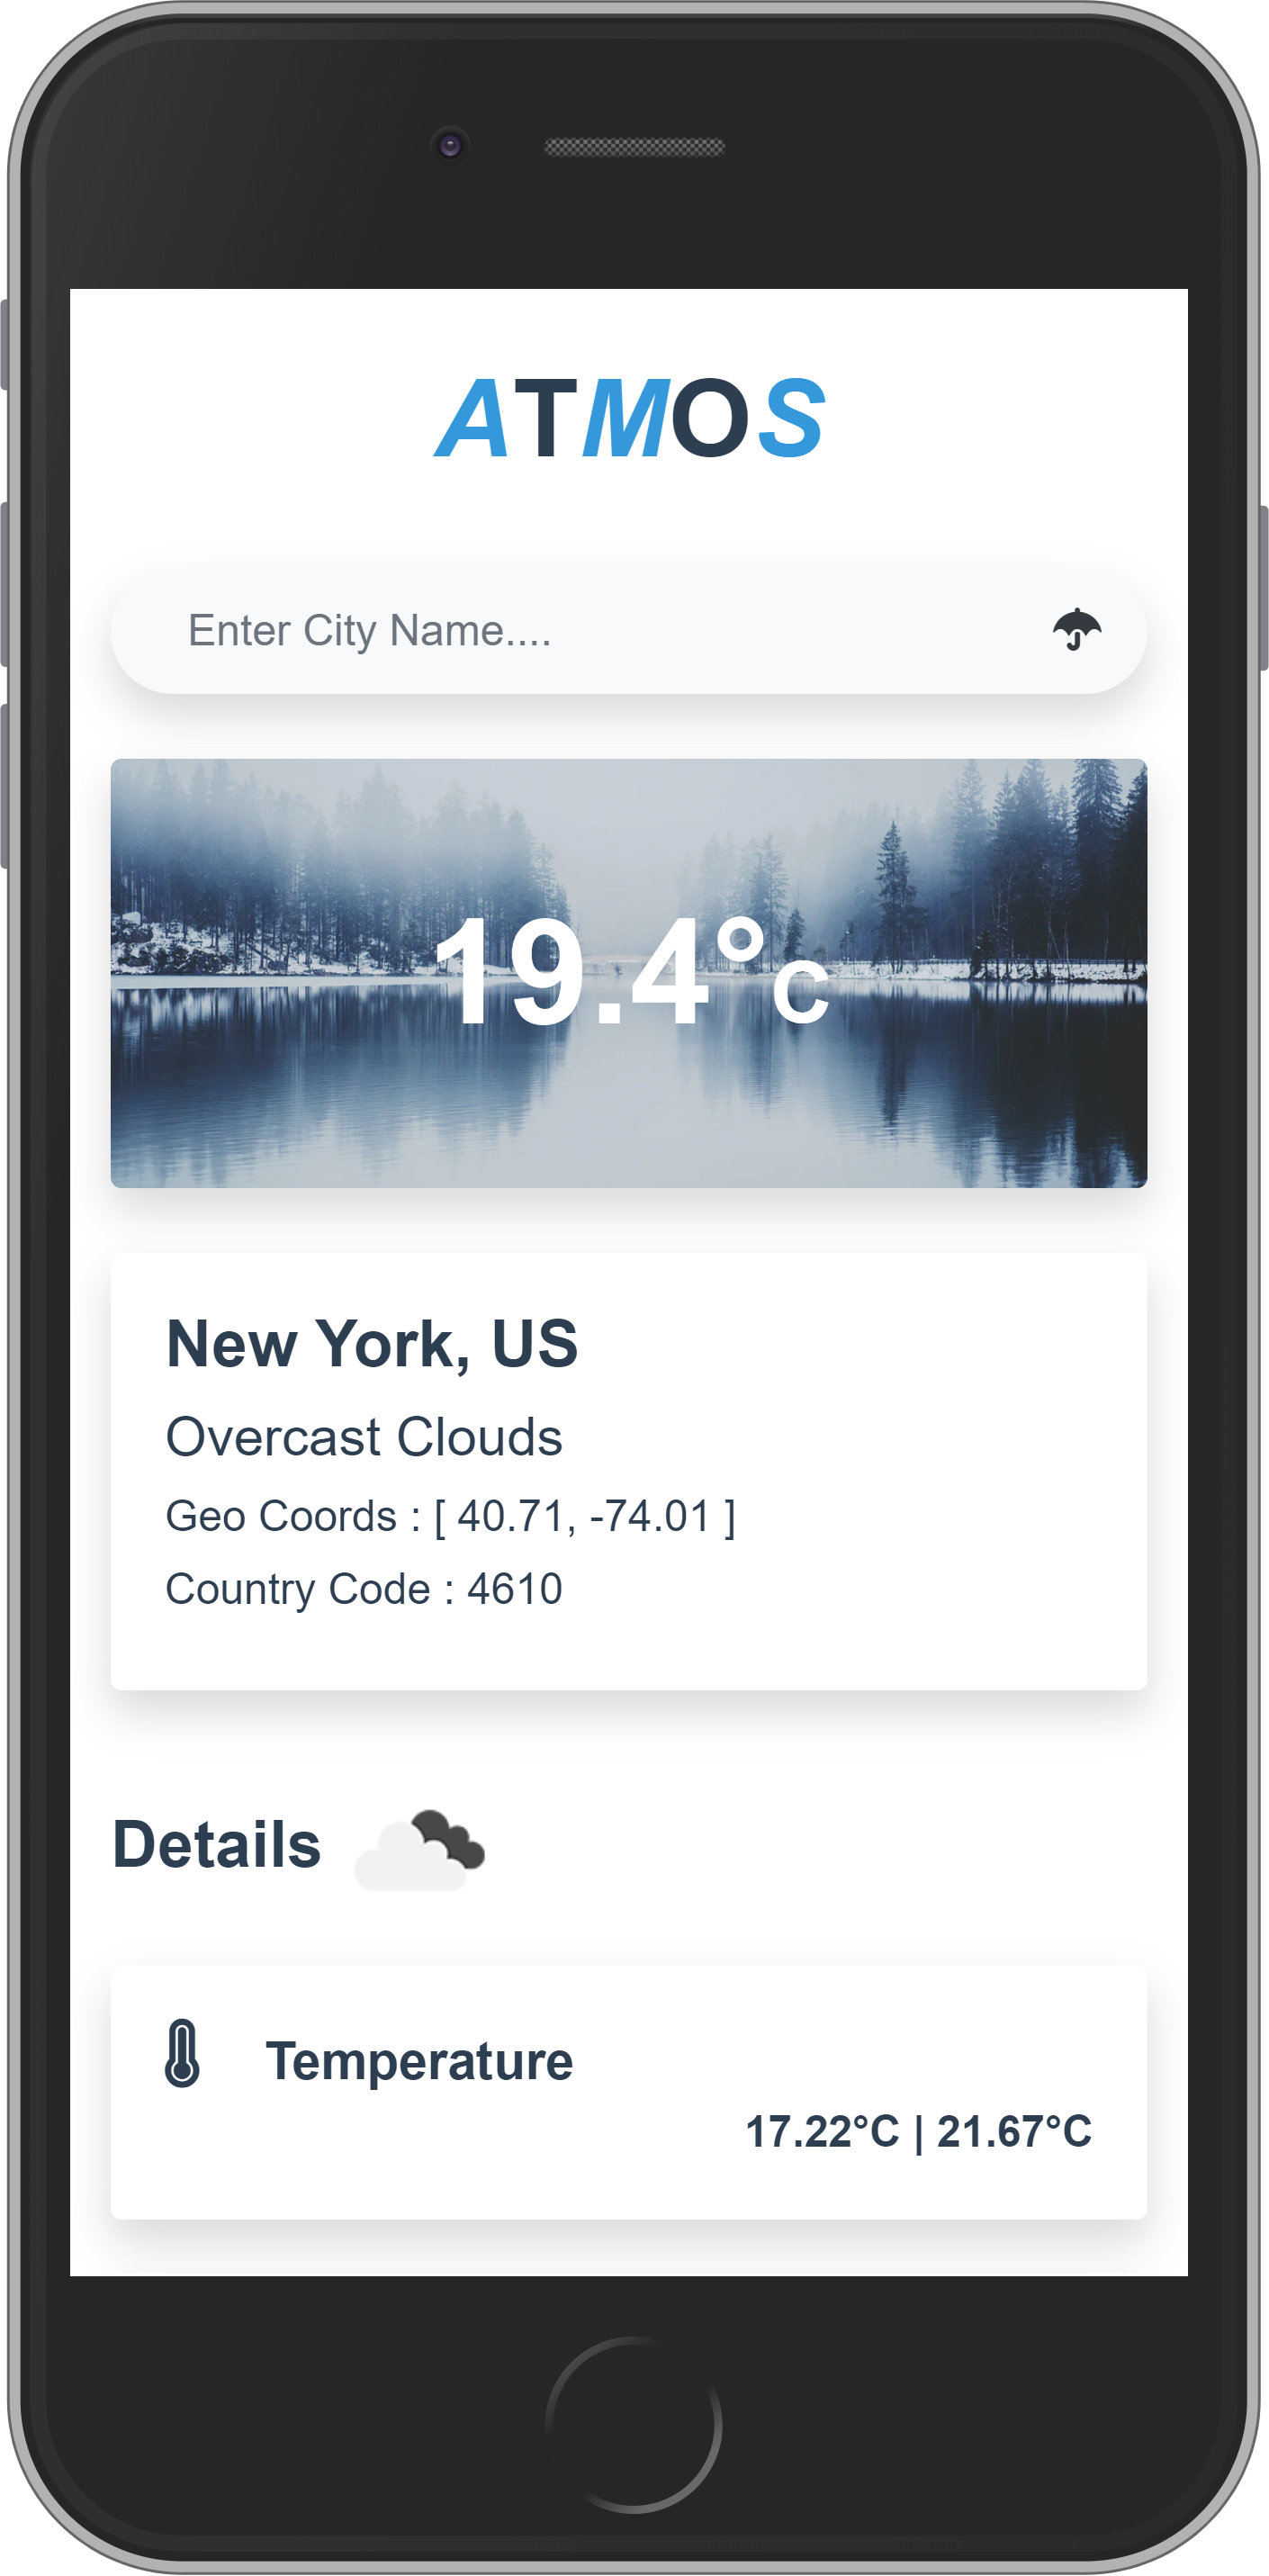 ATMOS
Enter City Name....
19.4°C
New York, US
Overcast Clouds
Geo Coords : [ 40.71, -74.01 ]
Country Code : 4610
Details
Temperature
17.22°C | 21.67°C